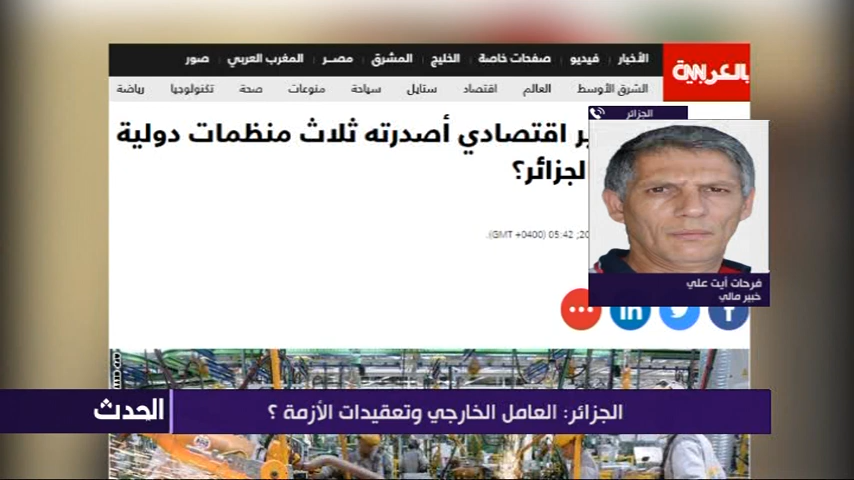 الأخبار فيديو صفحات خاصة الخليج المشرق مصر المغرب العربي صور
بالعربية
الشرق الأوسط العالم اقتصاد ستايل سياحة منوعات صحة تكنولوجيا رياضة
الجزائر
اقتصادي أصدرته ثلاث منظمات دولية
الجزائر؟
05:42 (GMT +0400).
فرحات أيت علي
خبير مالي
in f
الجزائر: العامل الخارجي وتعقيدات الأزمة ؟
الحدث